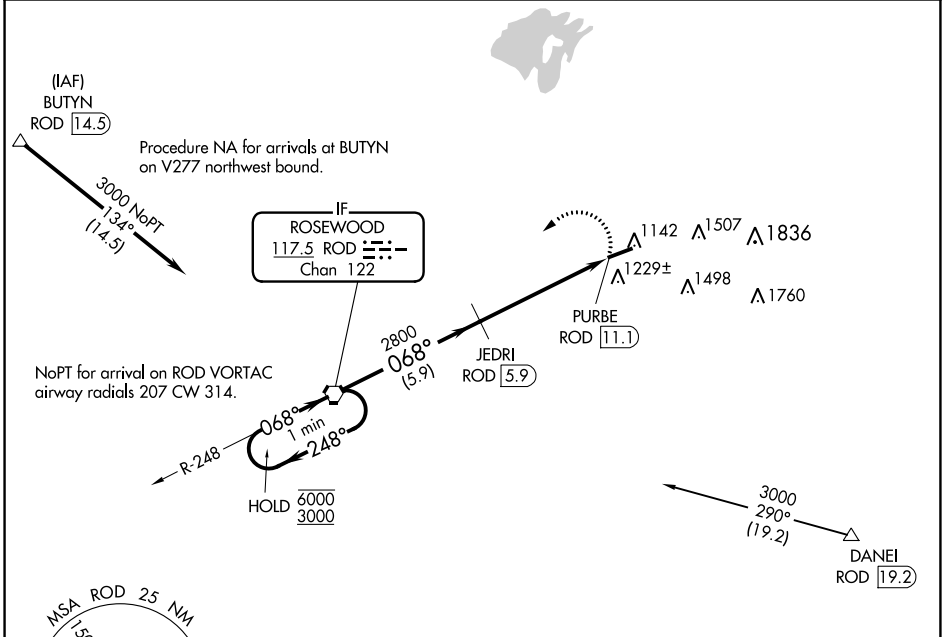 (IAF)
BUTYN
ROD 14.5
Procedure NA for arrivals at BUTYN
on V277 northwest bound.
3000 NoPT
134°
(14.5)
IF
ROSEWOOD
117.5 ROD
Chan 122
1142
1507
1836
1229±
1498
1760
PURBE
ROD 11.1
2800
068°
(5.9)
JEDRI
ROD 5.9
NoPT for arrival on ROD VORTAC
airway radials 207 CW 314.
068°
1 min
248°
R-248
HOLD 6000
3000
3000
290°
(19.2)
DANEI
ROD 19.2
MSA ROD 25 NM